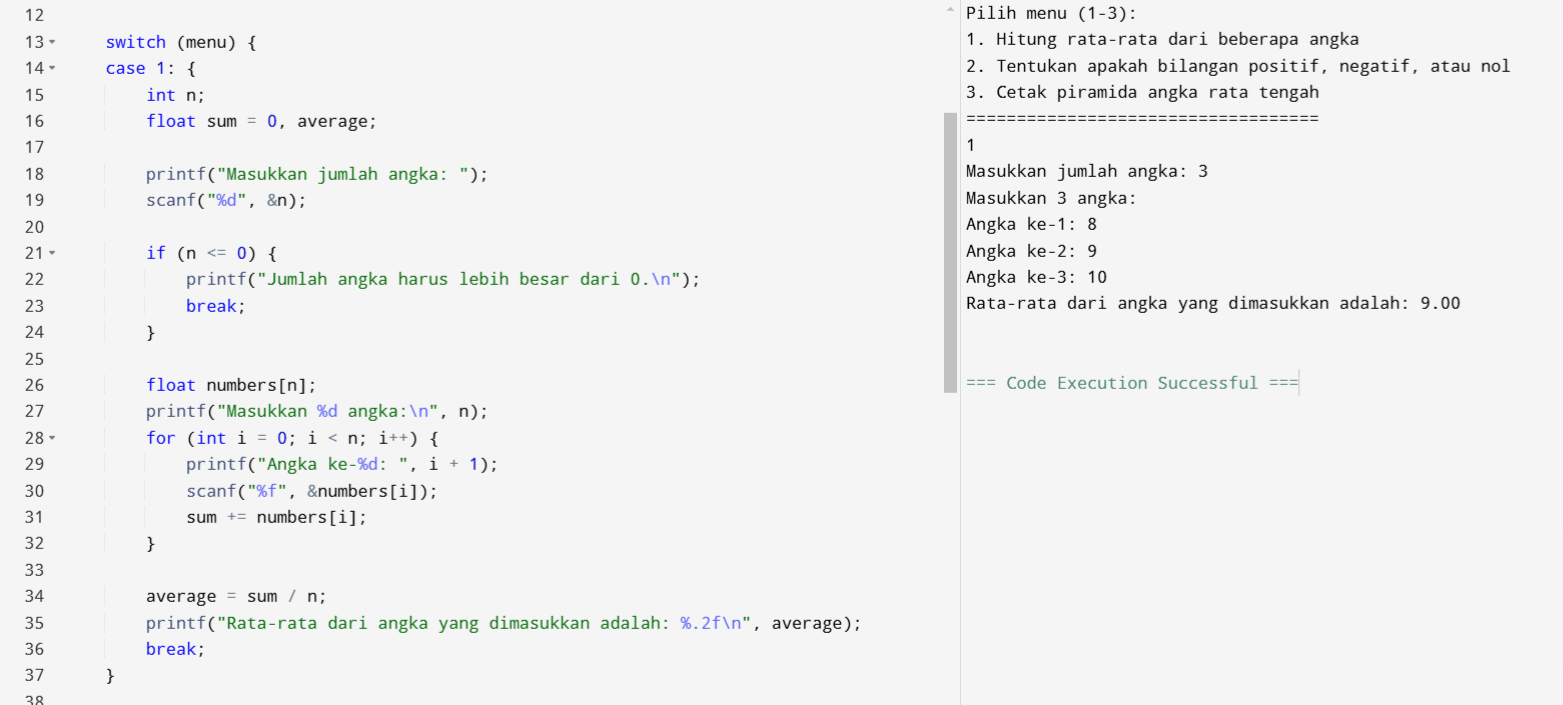 12
13 switch (menu) {
14 case 1: {
15 int n;
16 float sum = 0, average;
17
18 printf("Masukkan jumlah angka: ");
19 scanf("%d", &n);
20
21 if (n <= 0) {
22 printf("Jumlah angka harus lebih besar dari 0.\n");
23 break;
24 }
25
26 float numbers[n];
27 printf("Masukkan %d angka:\n", n);
28 for (int i = 0; i < n; i++) {
29 printf("Angka ke-%d: ", i + 1);
30 scanf("%f", &numbers[i]);
31 sum += numbers[i];
32 }
33
34 average = sum / n;
35 printf("Rata-rata dari angka yang dimasukkan adalah: %.2f\n", average);
36 break;
37 }
38
Pilih menu (1-3):
1. Hitung rata-rata dari beberapa angka
2. Tentukan apakah bilangan positif, negatif, atau nol
3. Cetak piramida angka rata tengah
===================================
1
Masukkan jumlah angka: 3
Masukkan 3 angka:
Angka ke-1: 8
Angka ke-2: 9
Angka ke-3: 10
Rata-rata dari angka yang dimasukkan adalah: 9.00
=== Code Execution Successful ===